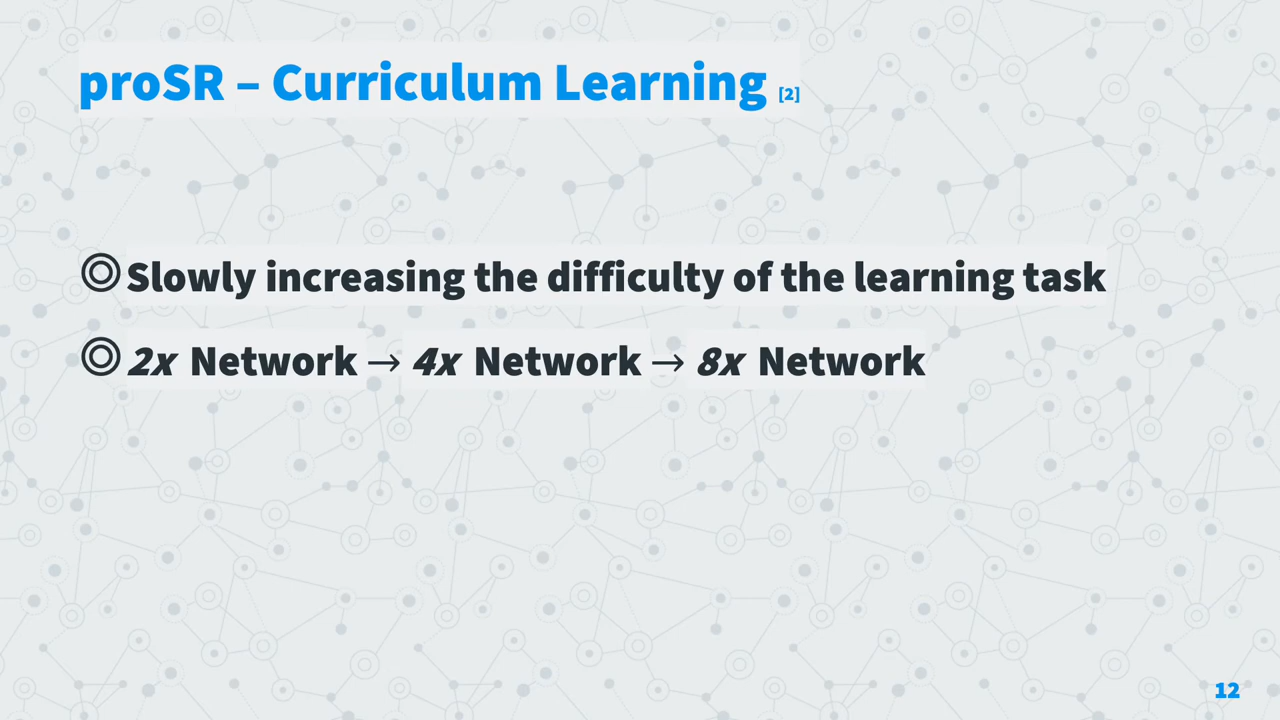 proSR – Curriculum Learning [2]
Slowly increasing the difficulty of the learning task
2x Network → 4x Network → 8x Network
12